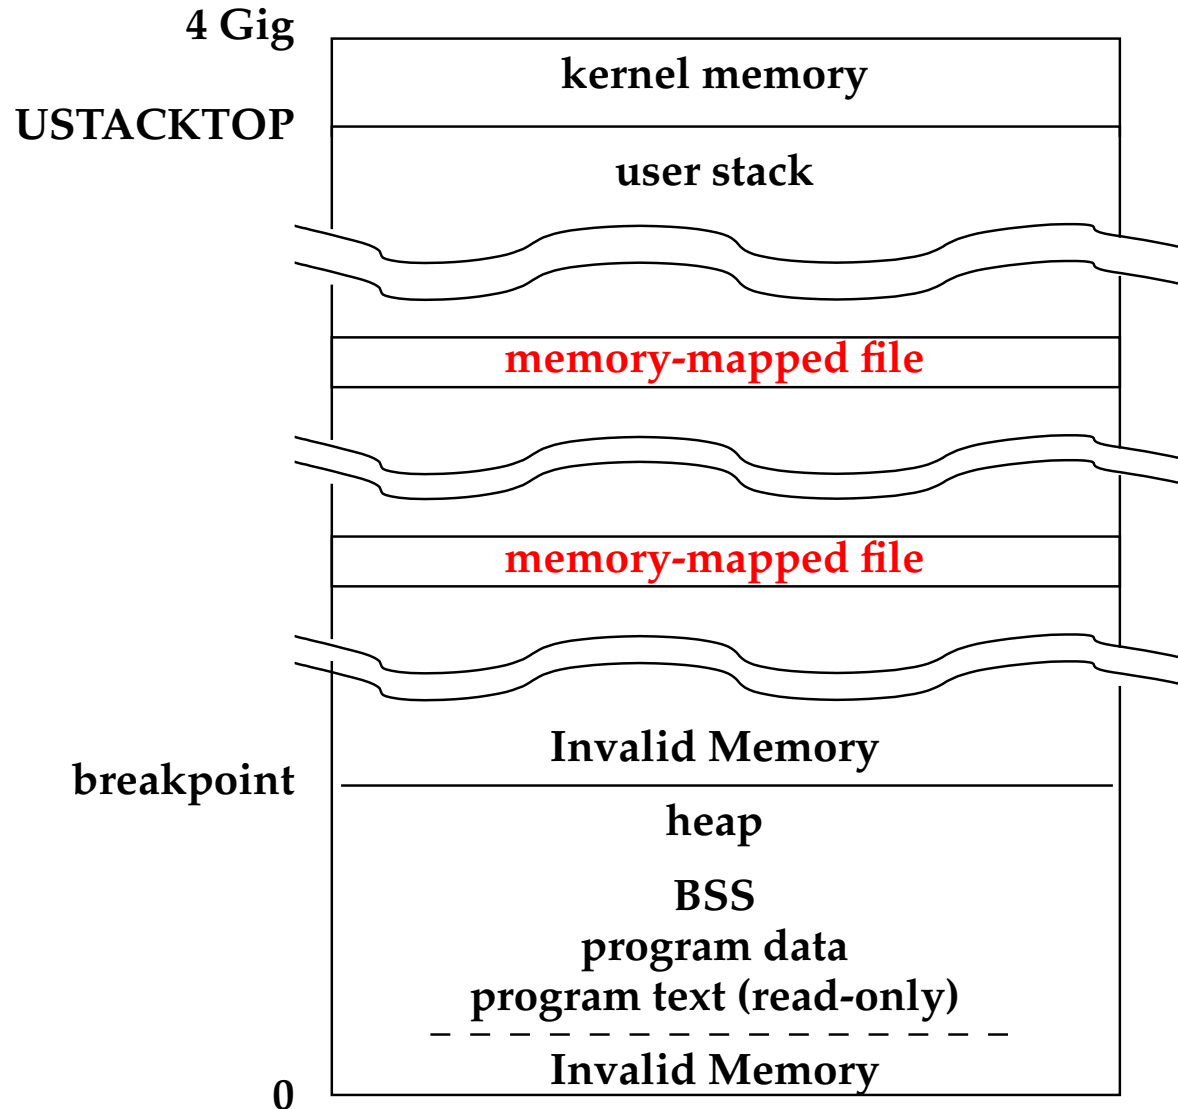 4 Gig
kernel memory
USTACKTOP
user stack
memory-mapped file
memory-mapped file
Invalid Memory
breakpoint
heap
BSS
program data
program text (read-only)
Invalid Memory
0